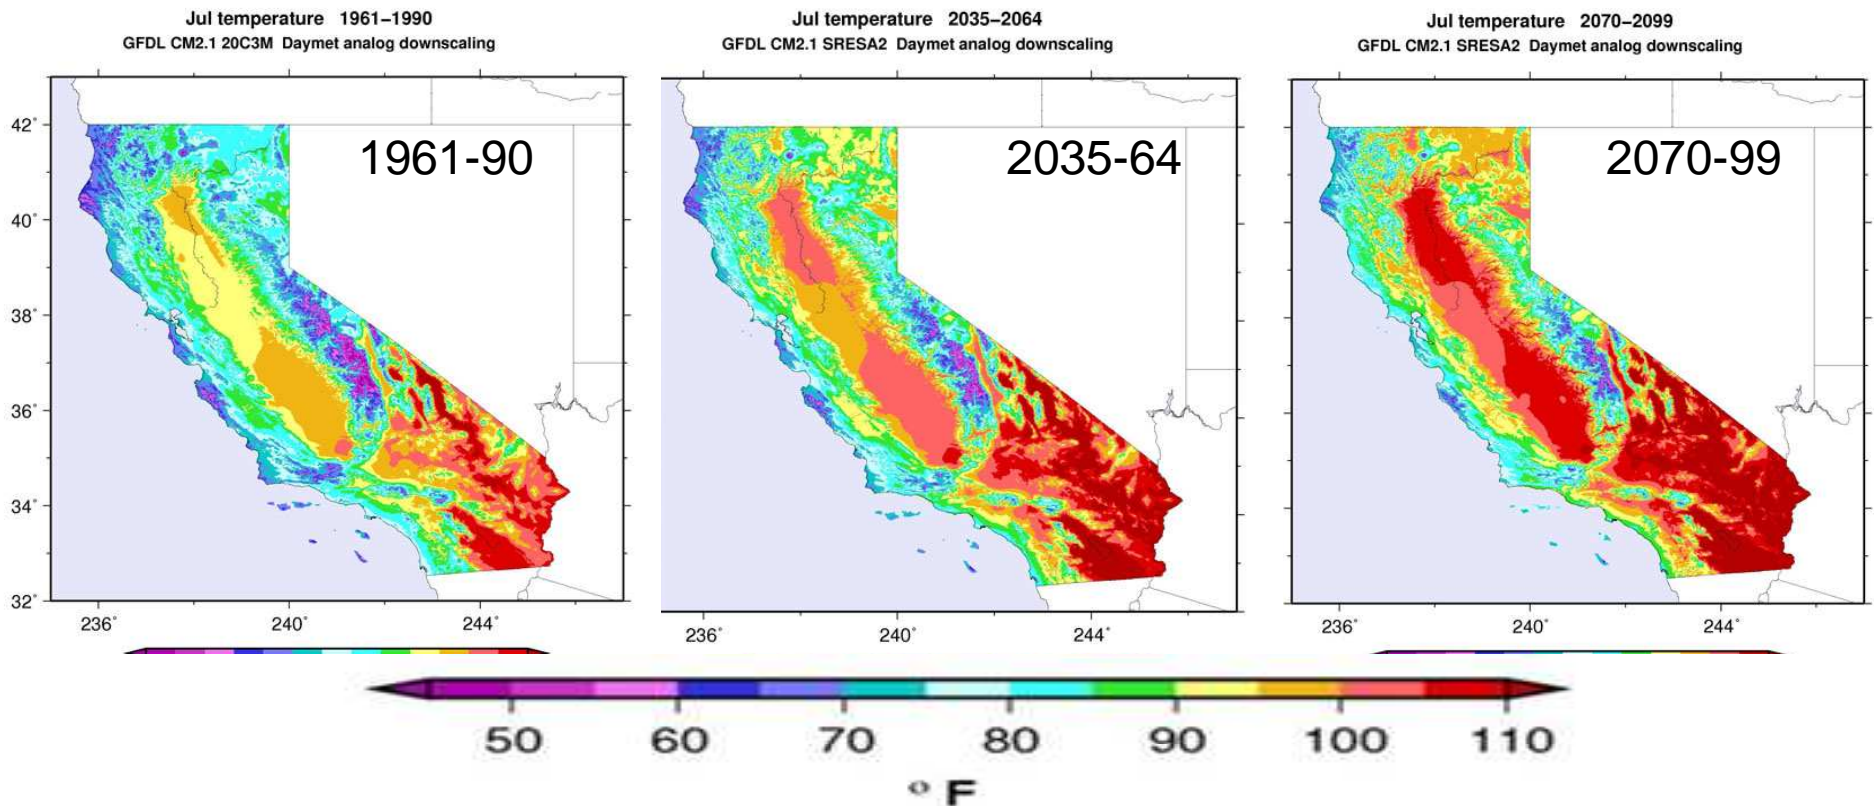 Jul temperature 1961−1990
GFDL CM2.1 20C3M Daymet analog downscaling
1961-90
42°
40°
38°
36°
34°
32°
236°
240°
244°
Jul temperature 2035−2064
GFDL CM2.1 SRESA2 Daymet analog downscaling
2035-64
236°
240°
244°
Jul temperature 2070−2099
GFDL CM2.1 SRESA2 Daymet analog downscaling
2070-99
236°
240°
244°
50 60 70 80 90 100 110
° F